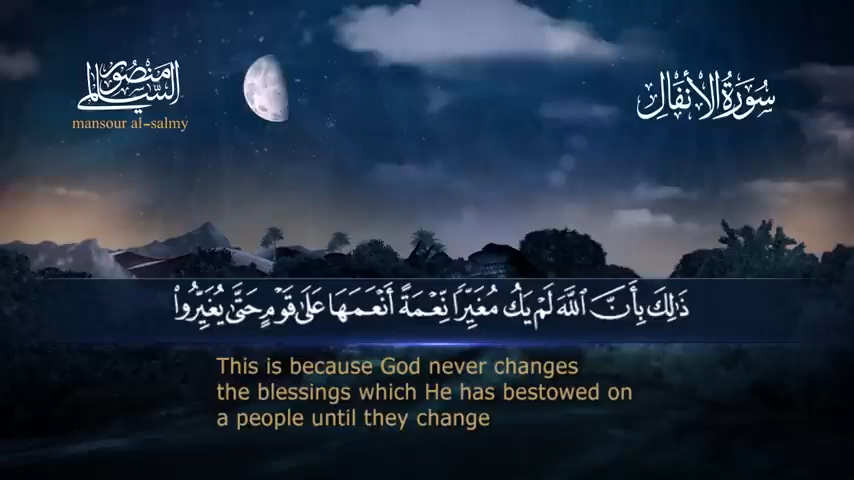 منصور السالمي
mansour al-salmy
سُورَةُ الأَنْفَال
ذَٰلِكَ بِأَنَّ ٱللَّهَ لَمْ يَكُ مُغَيِّرًا نِّعْمَةً أَنْعَمَهَا عَلَىٰ قَوْمٍ حَتَّىٰ يُغَيِّرُوا۟
This is because God never changes
the blessings which He has bestowed on
a people until they change